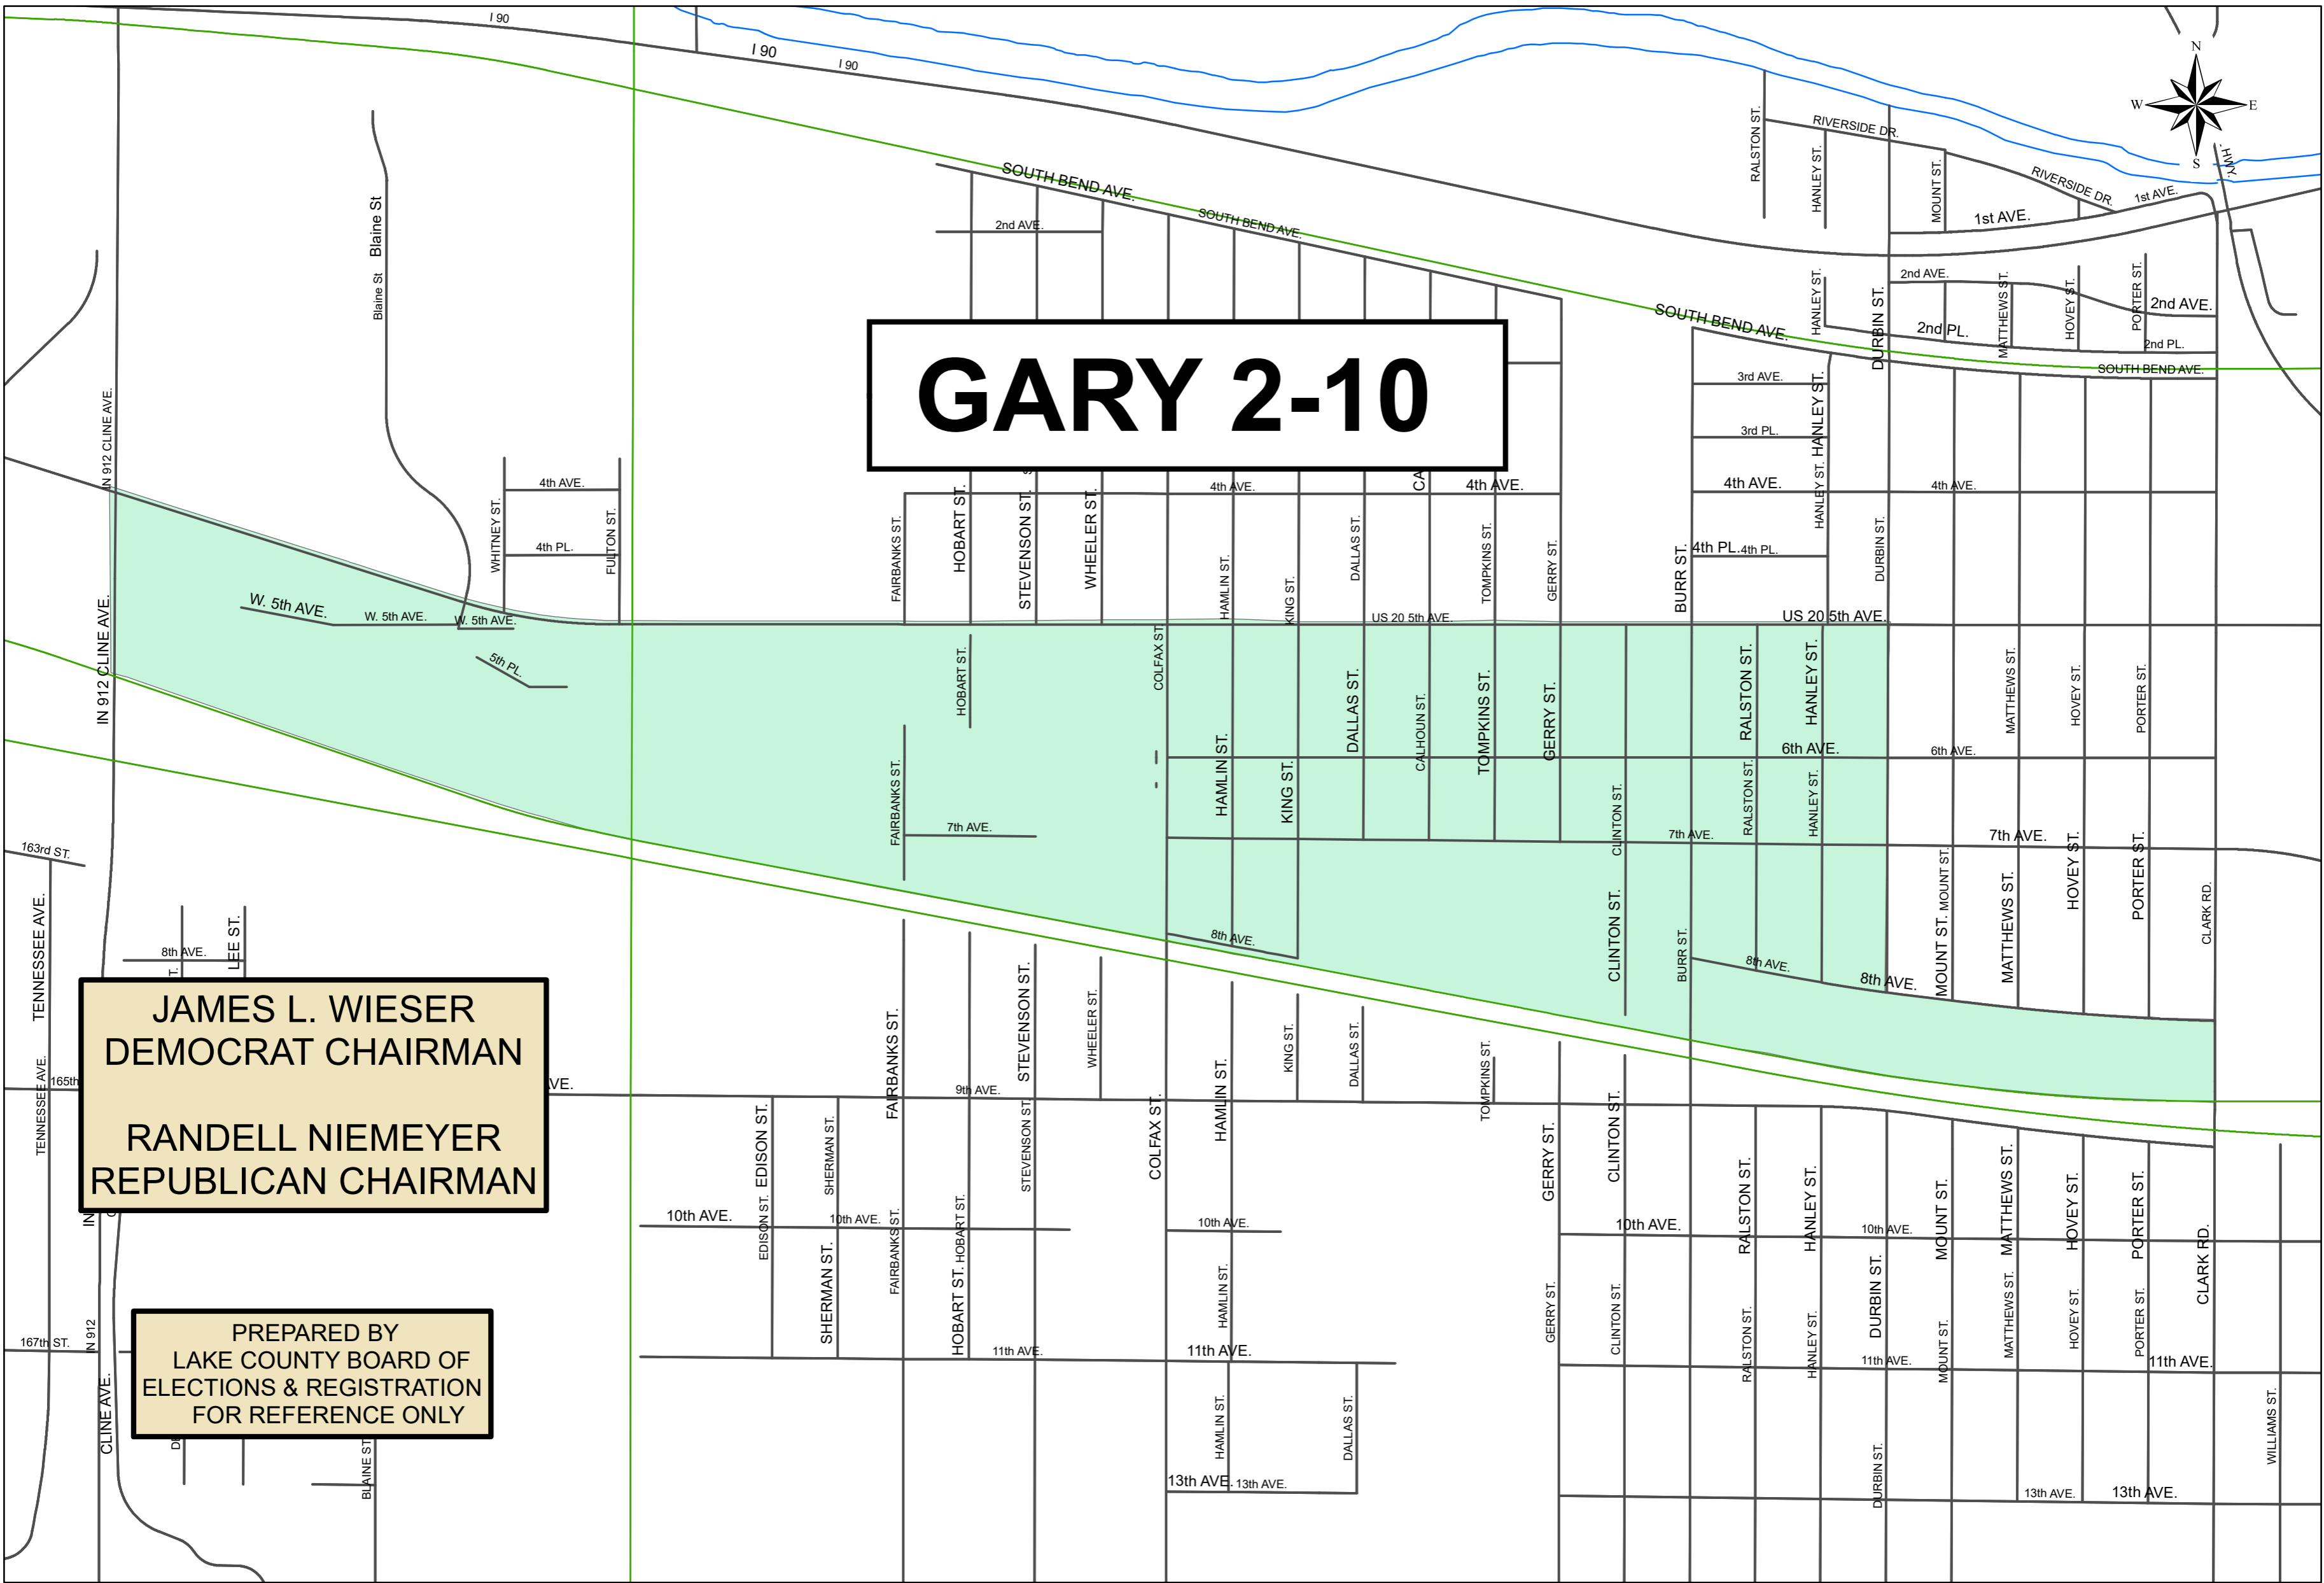 I 90
I 90
I 90
N
W
E
S
HWY.
RALSTON ST.
RIVERSIDE DR.
HANLEY ST.
MOUNT ST.
RIVERSIDE DR.
1st AVE.
1st AVE.
SOUTH BEND AVE.
SOUTH BEND AVE.
2nd AVE.
Blaine St
Blaine St
HANLEY ST.
DURBIN ST.
2nd AVE.
MATTHEWS ST.
HOVEY ST.
PORTER ST.
2nd AVE.
SOUTH BEND AVE.
2nd PL.
2nd PL.
SOUTH BEND AVE.
GARY 2-10
3rd AVE.
HANLEY ST.
3rd PL.
IN 912 CLINE AVE.
4th AVE.
4th AVE.
CA
4th AVE.
4th AVE.
HANLEY ST.
4th AVE.
WHITNEY ST.
4th PL.
FULTON ST.
FAIRBANKS ST.
HOBART ST.
STEVENSON ST.
S
WHEELER ST.
HAMLIN ST.
KING ST.
DALLAS ST.
TOMPKINS ST.
GERRY ST.
BURR ST.
4th PL.
4th PL.
DURBIN ST.
W. 5th AVE.
W. 5th AVE.
W. 5th AVE.
US 20 5th AVE.
US 20 5th AVE.
5th PL.
IN 912 CLINE AVE.
HOBART ST.
COLFAX ST.
DALLAS ST.
CALHOUN ST.
TOMPKINS ST.
GERRY ST.
RALSTON ST.
HANLEY ST.
MATTHEWS ST.
HOVEY ST.
PORTER ST.
6th AVE.
6th AVE.
HAMLIN ST.
KING ST.
FAIRBANKS ST.
7th AVE.
CLINTON ST.
RALSTON ST.
HANLEY ST.
7th AVE.
7th AVE.
163rd ST.
TENNESSEE AVE.
LEE ST.
8th AVE.
T.
8th AVE.
CLINTON ST.
BURR ST.
8th AVE.
8th AVE.
MOUNT ST.
MOUNT ST.
MATTHEWS ST.
HOVEY ST.
PORTER ST.
CLARK RD.
JAMES L. WIESER
DEMOCRAT CHAIRMAN
RANDELL NIEMEYER
REPUBLICAN CHAIRMAN
165th
VE.
TENNESSEE AVE.
FAIRBANKS ST.
STEVENSON ST.
WHEELER ST.
HAMLIN ST.
KING ST.
DALLAS ST.
TOMPKINS ST.
9th AVE.
EDISON ST.
SHERMAN ST.
STEVENSON ST.
COLFAX ST.
GERRY ST.
CLINTON ST.
RALSTON ST.
HANLEY ST.
MOUNT ST.
MATTHEWS ST.
HOVEY ST.
PORTER ST.
CLARK RD.
IN
10th AVE.
10th AVE.
10th AVE.
10th AVE.
10th AVE.
EDISON ST.
SHERMAN ST.
FAIRBANKS ST.
HOBART ST.
HOBART ST.
HAMLIN ST.
GERRY ST.
CLINTON ST.
RALSTON ST.
HANLEY ST.
DURBIN ST.
MOUNT ST.
MATTHEWS ST.
HOVEY ST.
PORTER ST.
PREPARED BY
LAKE COUNTY BOARD OF
ELECTIONS & REGISTRATION
FOR REFERENCE ONLY
167th ST.
IN 912
CLINE AVE.
11th AVE.
11th AVE.
11th AVE.
11th AVE.
BLAINE ST.
HAMLIN ST.
DALLAS ST.
DURBIN ST.
WILLIAMS ST.
13th AVE.
13th AVE.
13th AVE.
13th AVE.